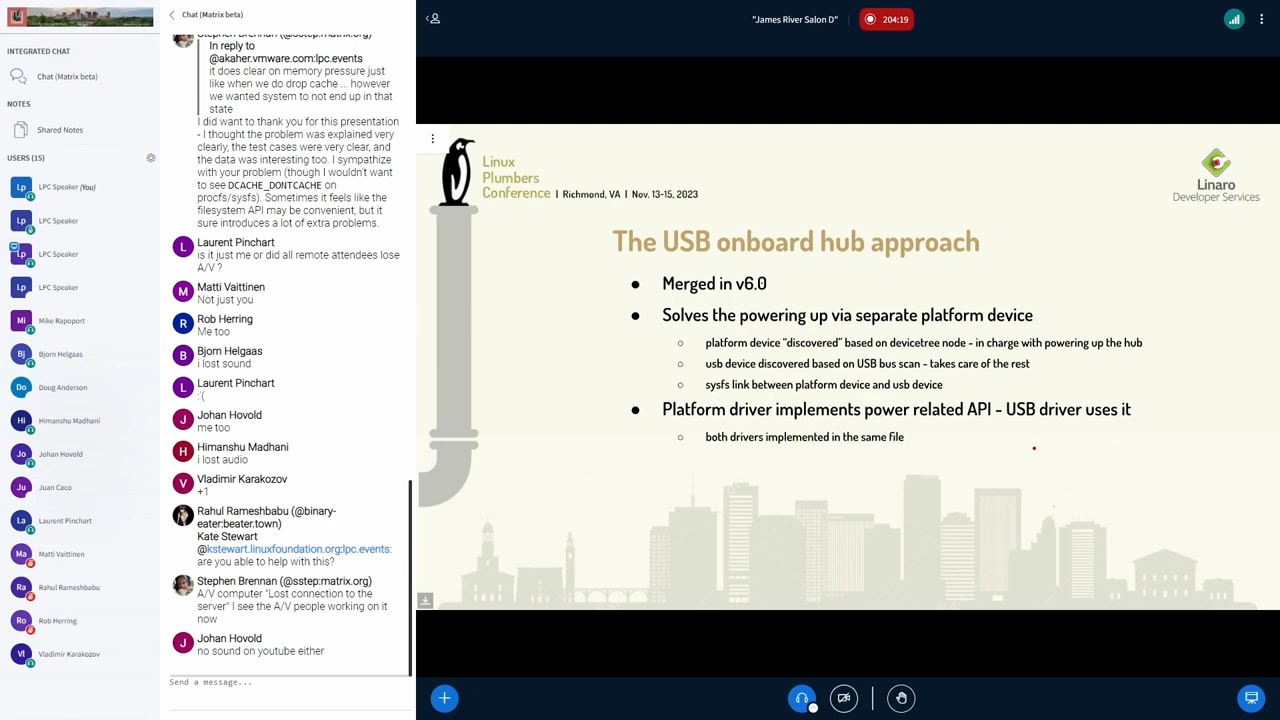 INTEGRATED CHAT
Chat (Matrix beta)
NOTES
Shared Notes
USERS (15)
Lp LPC Speaker (You)
Lp LPC Speaker
Lp LPC Speaker
Lp LPC Speaker
Mi Mike Rapoport
Bj Bjorn Helgaas
Do Doug Anderson
Hi Himanshu Madhani
Jo Johan Hovold
Ju Juan Caco
La Laurent Pinchart
Ma Matti Vaittinen
Ra Rahul Rameshbabu
Ro Rob Herring
Vl Vladimir Karakozov
Chat (Matrix beta)
Stephen Brennan (@sstep:matrix.org)
In reply to
@akaher.vmware.com:lpc.events
it does clear on memory pressure just
like when we do drop cache ... however
we wanted system to not end up in that
state
I did want to thank you for this presentation
- I thought the problem was explained very
clearly, the test cases were very clear, and
the data was interesting too. I sympathize
with your problem (though I wouldn't want
to see DCACHE_DONTCACHE on
procfs/sysfs). Sometimes it feels like the
filesystem API may be convenient, but it
sure introduces a lot of extra problems.
L Laurent Pinchart
is it just me or did all remote attendees lose
A/V ?
M Matti Vaittinen
Not just you
R Rob Herring
Me too
B Bjorn Helgaas
i lost sound
L Laurent Pinchart
:'(
J Johan Hovold
me too
H Himanshu Madhani
i lost audio
V Vladimir Karakozov
+1
Rahul Rameshbabu (@binary-
eater:beater.town)
Kate Stewart
@kstewart.linuxfoundation.org:lpc.events:
are you able to help with this?
Stephen Brennan (@sstep:matrix.org)
A/V computer "Lost connection to the
server" I see the A/V people working on it
now
J Johan Hovold
no sound on youtube either
Send a message...
"James River Salon D"
204:19
Linux
Plumbers
Conference | Richmond, VA | Nov. 13-15, 2023
Linaro
Developer Services
The USB onboard hub approach
● Merged in v6.0
● Solves the powering up via separate platform device
○ platform device "discovered" based on devicetree node - in charge with powering up the hub
○ usb device discovered based on USB bus scan - takes care of the rest
○ sysfs link between platform device and usb device
● Platform driver implements power related API - USB driver uses it
○ both drivers implemented in the same file